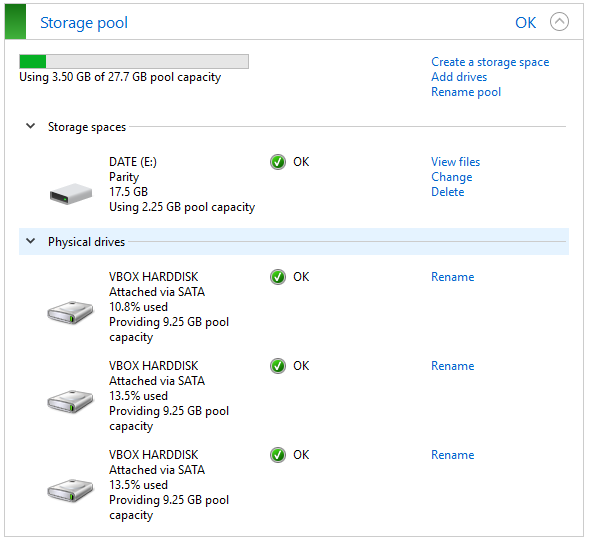 Storage pool OK
Using 3.50 GB of 27.7 GB pool capacity
Create a storage space
Add drives
Rename pool
Storage spaces
DATE (E:) OK View files
Parity Change
17.5 GB Delete
Using 2.25 GB pool capacity
Physical drives
VBOX HARDDISK OK Rename
Attached via SATA
10.8% used
Providing 9.25 GB pool
capacity
VBOX HARDDISK OK Rename
Attached via SATA
13.5% used
Providing 9.25 GB pool
capacity
VBOX HARDDISK OK Rename
Attached via SATA
13.5% used
Providing 9.25 GB pool
capacity